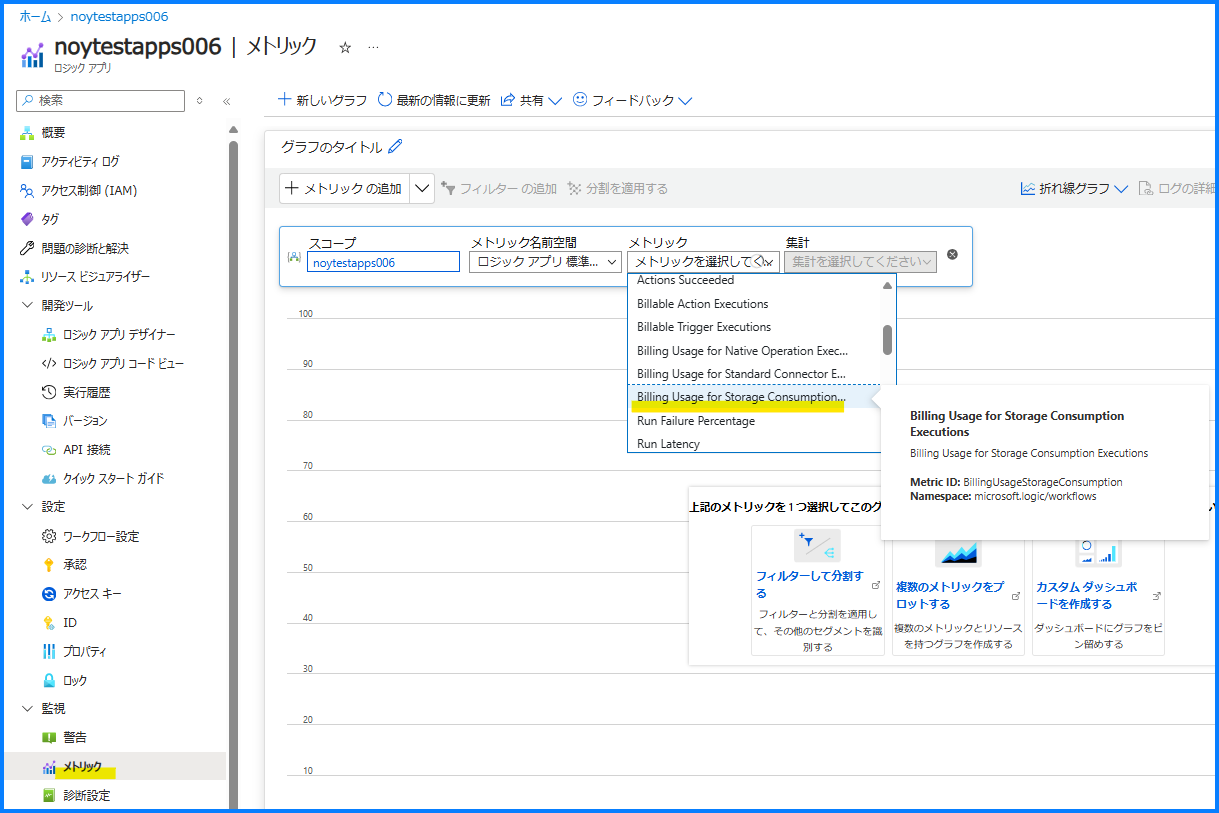 ホーム > noytestapps006
noytestapps006 | メトリック ☆ …
ロジック アプリ
検索
«
+ 新しいグラフ 最新の情報に更新 共有 フィードバック
概要
アクティビティ ログ
アクセス制御 (IAM)
タグ
問題の診断と解決
リソース ビジュアライザー
開発ツール
ロジック アプリ デザイナー
ロジック アプリ コード ビュー
実行履歴
バージョン
API 接続
クイック スタート ガイド
設定
ワークフロー設定
承認
アクセス キー
ID
プロパティ
ロック
監視
警告
メトリック
診断設定
グラフのタイトル
+ メトリック の追加 フィルター の追加 分割を適用する 折れ線グラフ ログの詳細
スコープ
noytestapps006
メトリック名前空間
ロジック アプリ 標準...
メトリック
メトリックを選択して
集計
集計を選択してください
Actions Succeeded
Billable Action Executions
Billable Trigger Executions
Billing Usage for Native Operation Exec...
Billing Usage for Standard Connector E...
Billing Usage for Storage Consumption...
Run Failure Percentage
Run Latency
Billing Usage for Storage Consumption
Executions
Billing Usage for Storage Consumption Executions
Metric ID: BillingUsageStorageConsumption
Namespace: microsoft.logic/workflows
100
90
80
70
60
50
40
30
20
10
上記のメトリックを 1 つ選択してこのグ
フィルターして分割す
る
フィルターと分割を適用し
て、その他のセグメントを識
別する
複数のメトリックをプ
ロットする
複数のメトリックとリソース
を持つグラフを作成する
カスタム ダッシュボ
ードを作成する
ダッシュボードにグラフをピ
ン留めする